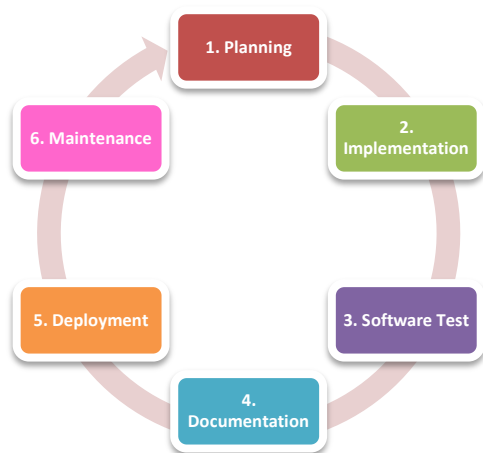 1. Planning
2.
Implementation
3. Software Test
4.
Documentation
5. Deployment
6. Maintenance